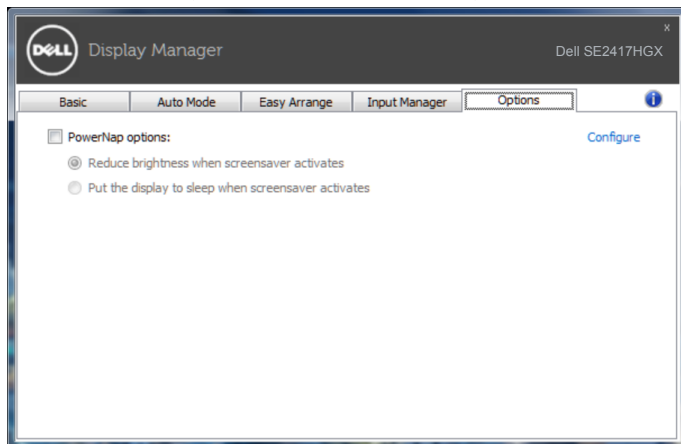 DELL Display Manager
x
Dell SE2417HGX
Basic Auto Mode Easy Arrange Input Manager Options i
PowerNap options: Configure
Reduce brightness when screensaver activates
Put the display to sleep when screensaver activates